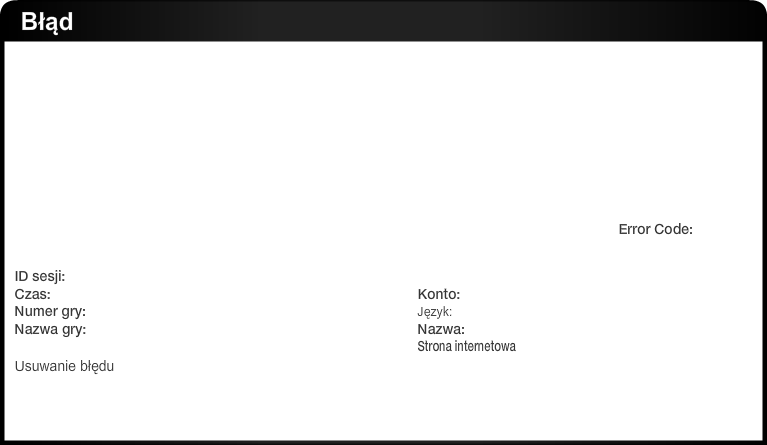 Błąd
Error Code:
ID sesji:
Czas:
Konto:
Numer gry:
Język:
Nazwa gry:
Nazwa:
Strona internetowa
Usuwanie błędu